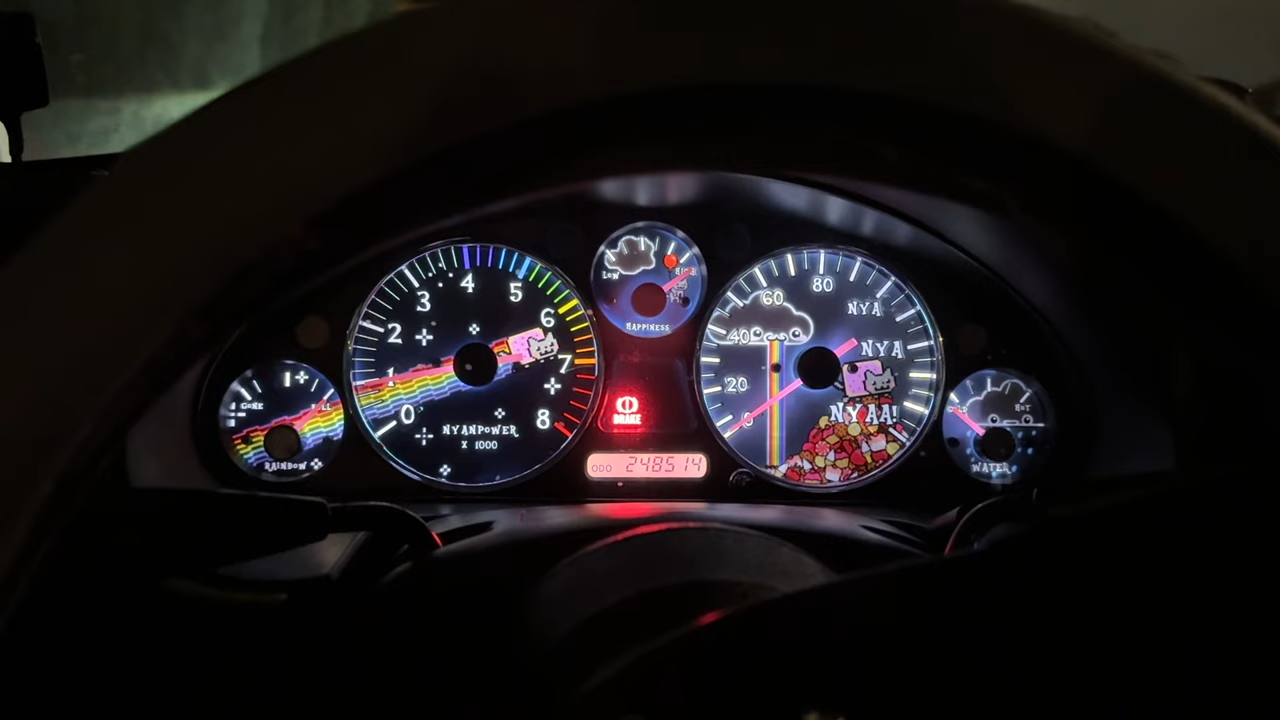 GONE
RAINBOW
0
1
2
3
4
5
6
7
8
NYANPOWER
X 1000
LOW
HIGH
HAPPINESS
BRAKE
ODO 248514
0
20
40
60
80
NYA
NYA
NYAA!
COLD
HOT
WATER